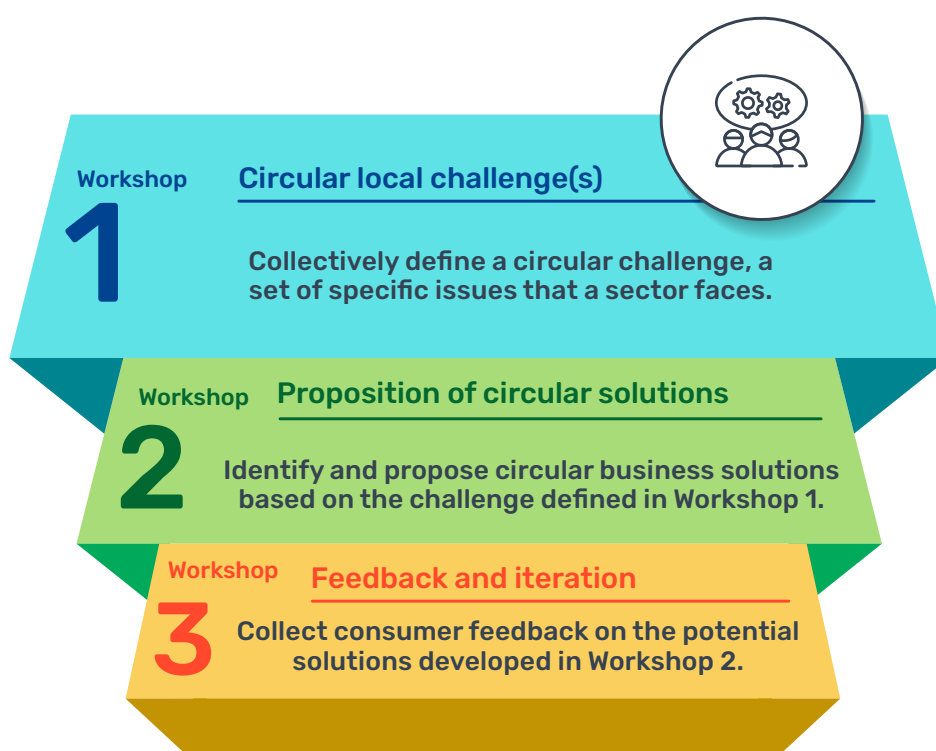 Workshop
1
Circular local challenge(s)
Collectively define a circular challenge, a
set of specific issues that a sector faces.
Workshop
2
Proposition of circular solutions
Identify and propose circular business solutions
based on the challenge defined in Workshop 1.
Workshop
3
Feedback and iteration
Collect consumer feedback on the potential
solutions developed in Workshop 2.